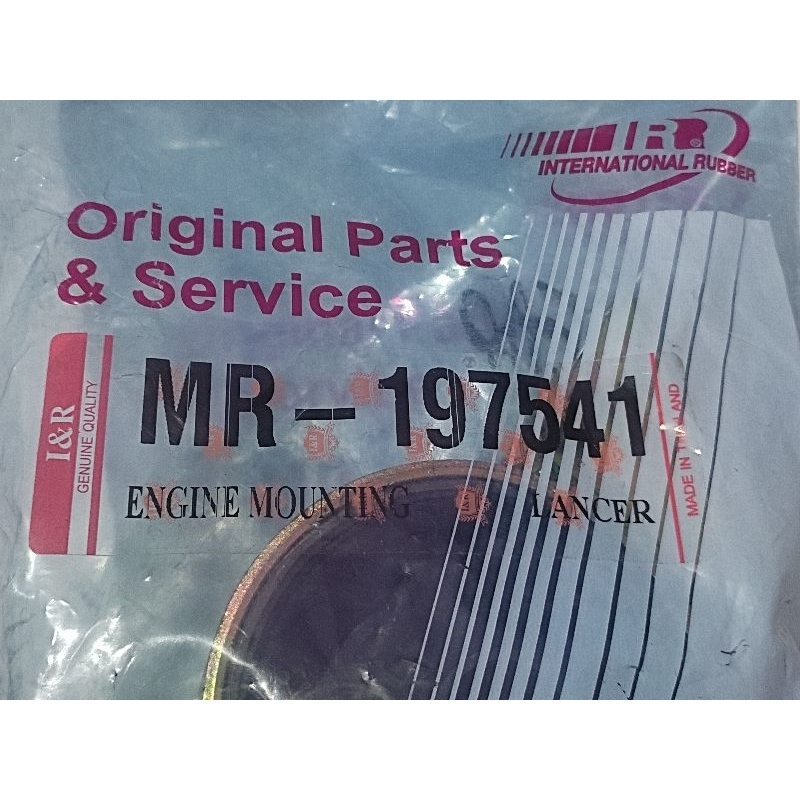 IR®
INTERNATIONAL RUBBER
Original Parts
& Service
I&R
GENUINE QUALITY
MR-197541
ENGINE MOUNTING LANCER
MADE IN THAILAND